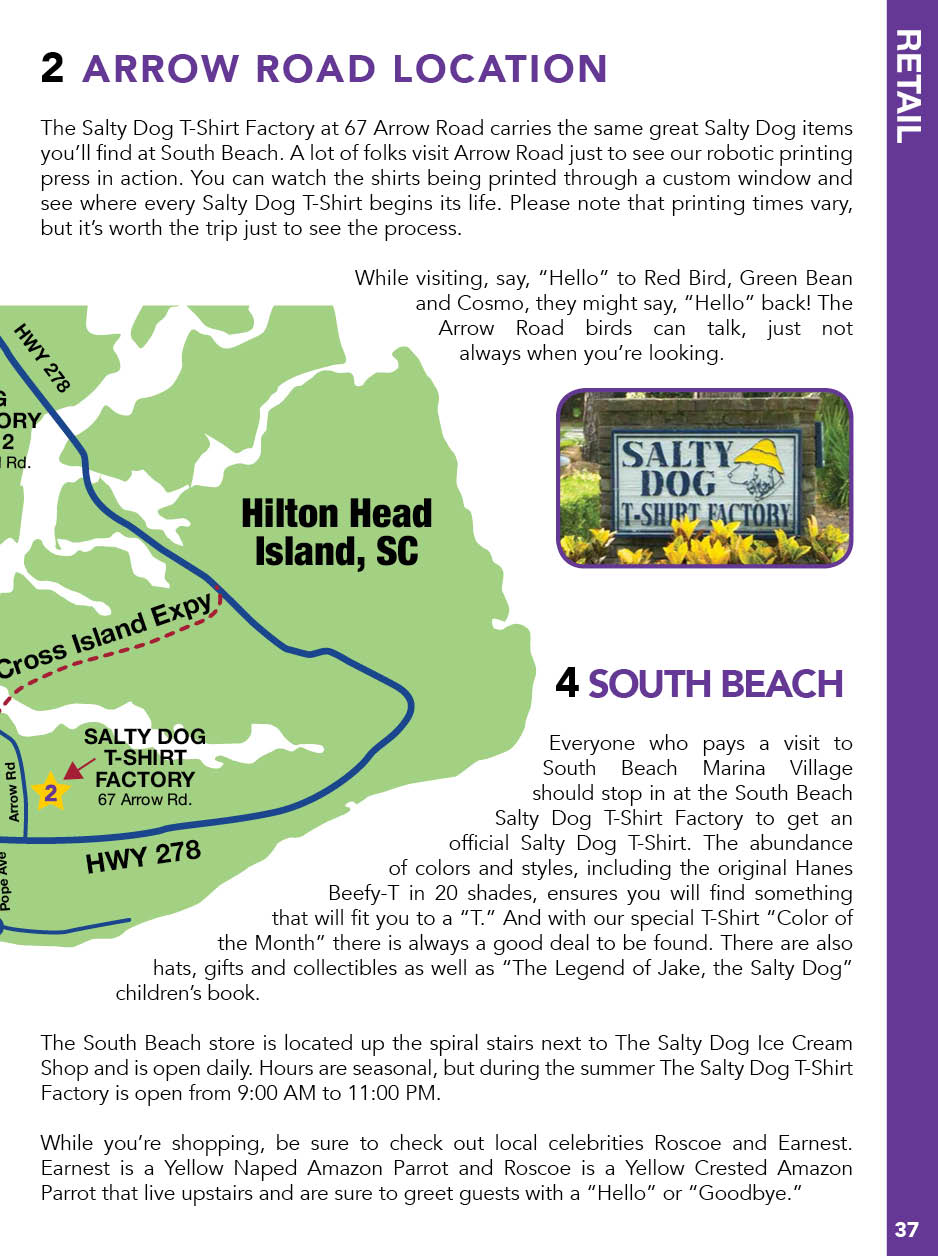 RETAIL
2 ARROW ROAD LOCATION
The Salty Dog T-Shirt Factory at 67 Arrow Road carries the same great Salty Dog items
you’ll find at South Beach. A lot of folks visit Arrow Road just to see our robotic printing
press in action. You can watch the shirts being printed through a custom window and
see where every Salty Dog T-Shirt begins its life. Please note that printing times vary,
but it’s worth the trip just to see the process.
While visiting, say, “Hello” to Red Bird, Green Bean
and Cosmo, they might say, “Hello” back! The
Arrow Road birds can talk, just not
always when you’re looking.
HWY 278
G
ORY
2
Rd.
SALTY
DOG
T-SHIRT FACTORY
Hilton Head
Island, SC
Cross Island Expy
SALTY DOG
T-SHIRT
FACTORY
67 Arrow Rd.
2
Arrow Rd
HWY 278
Pope Ave
4 SOUTH BEACH
Everyone who pays a visit to
South Beach Marina Village
should stop in at the South Beach
Salty Dog T-Shirt Factory to get an
official Salty Dog T-Shirt. The abundance
of colors and styles, including the original Hanes
Beefy-T in 20 shades, ensures you will find something
that will fit you to a “T.” And with our special T-Shirt “Color of
the Month” there is always a good deal to be found. There are also
hats, gifts and collectibles as well as “The Legend of Jake, the Salty Dog”
children’s book.
The South Beach store is located up the spiral stairs next to The Salty Dog Ice Cream
Shop and is open daily. Hours are seasonal, but during the summer The Salty Dog T-Shirt
Factory is open from 9:00 AM to 11:00 PM.
While you’re shopping, be sure to check out local celebrities Roscoe and Earnest.
Earnest is a Yellow Naped Amazon Parrot and Roscoe is a Yellow Crested Amazon
Parrot that live upstairs and are sure to greet guests with a “Hello” or “Goodbye.”
37